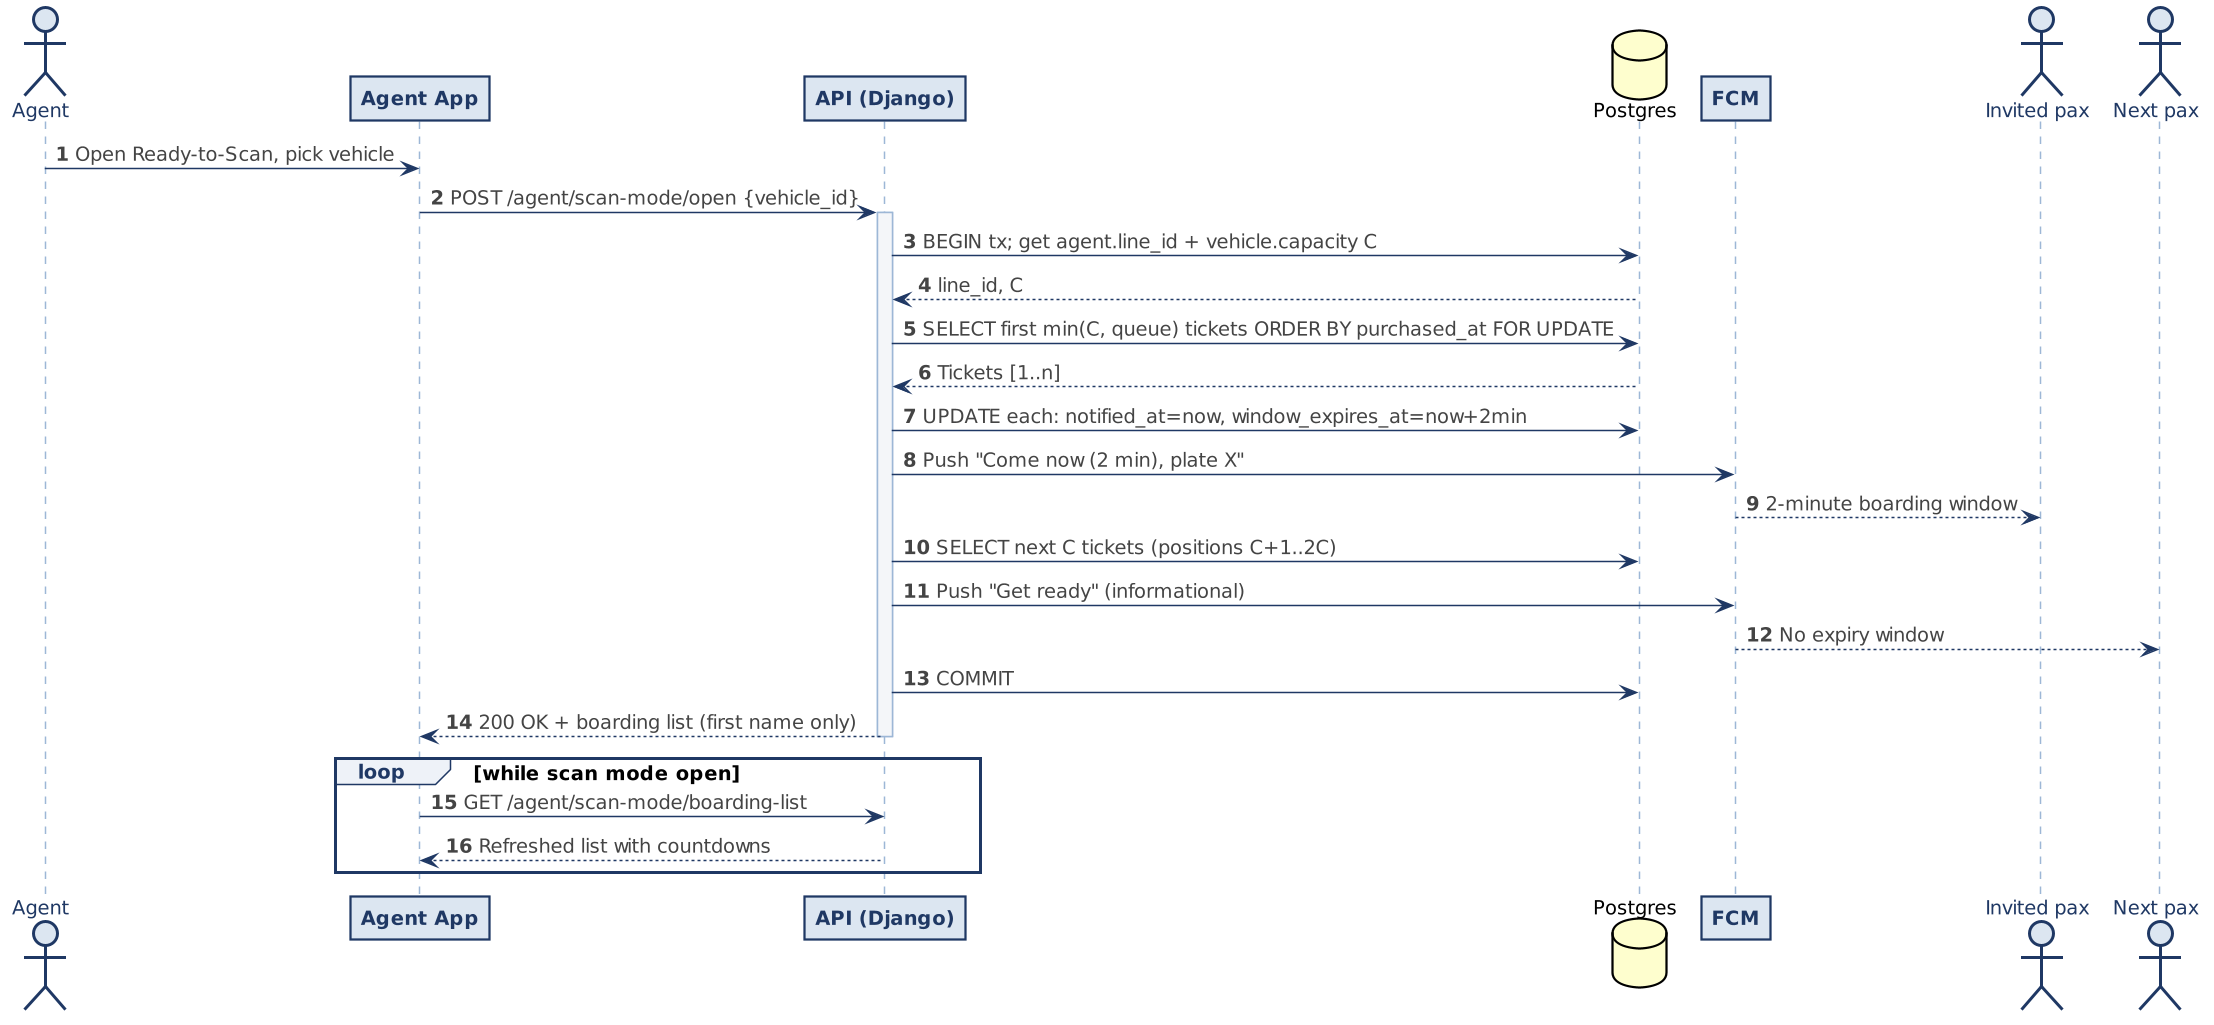 Agent
Agent App
API (Django)
Postgres
FCM
Invited pax
Next pax
1 Open Ready-to-Scan, pick vehicle
2 POST /agent/scan-mode/open {vehicle_id}
3 BEGIN tx; get agent.line_id + vehicle.capacity C
4 line_id, C
5 SELECT first min(C, queue) tickets ORDER BY purchased_at FOR UPDATE
6 Tickets [1..n]
7 UPDATE each: notified_at=now, window_expires_at=now+2min
8 Push "Come now (2 min), plate X"
9 2-minute boarding window
10 SELECT next C tickets (positions C+1..2C)
11 Push "Get ready" (informational)
12 No expiry window
13 COMMIT
14 200 OK + boarding list (first name only)
loop [while scan mode open]
15 GET /agent/scan-mode/boarding-list
16 Refreshed list with countdowns
Agent
Agent App
API (Django)
Postgres
FCM
Invited pax
Next pax